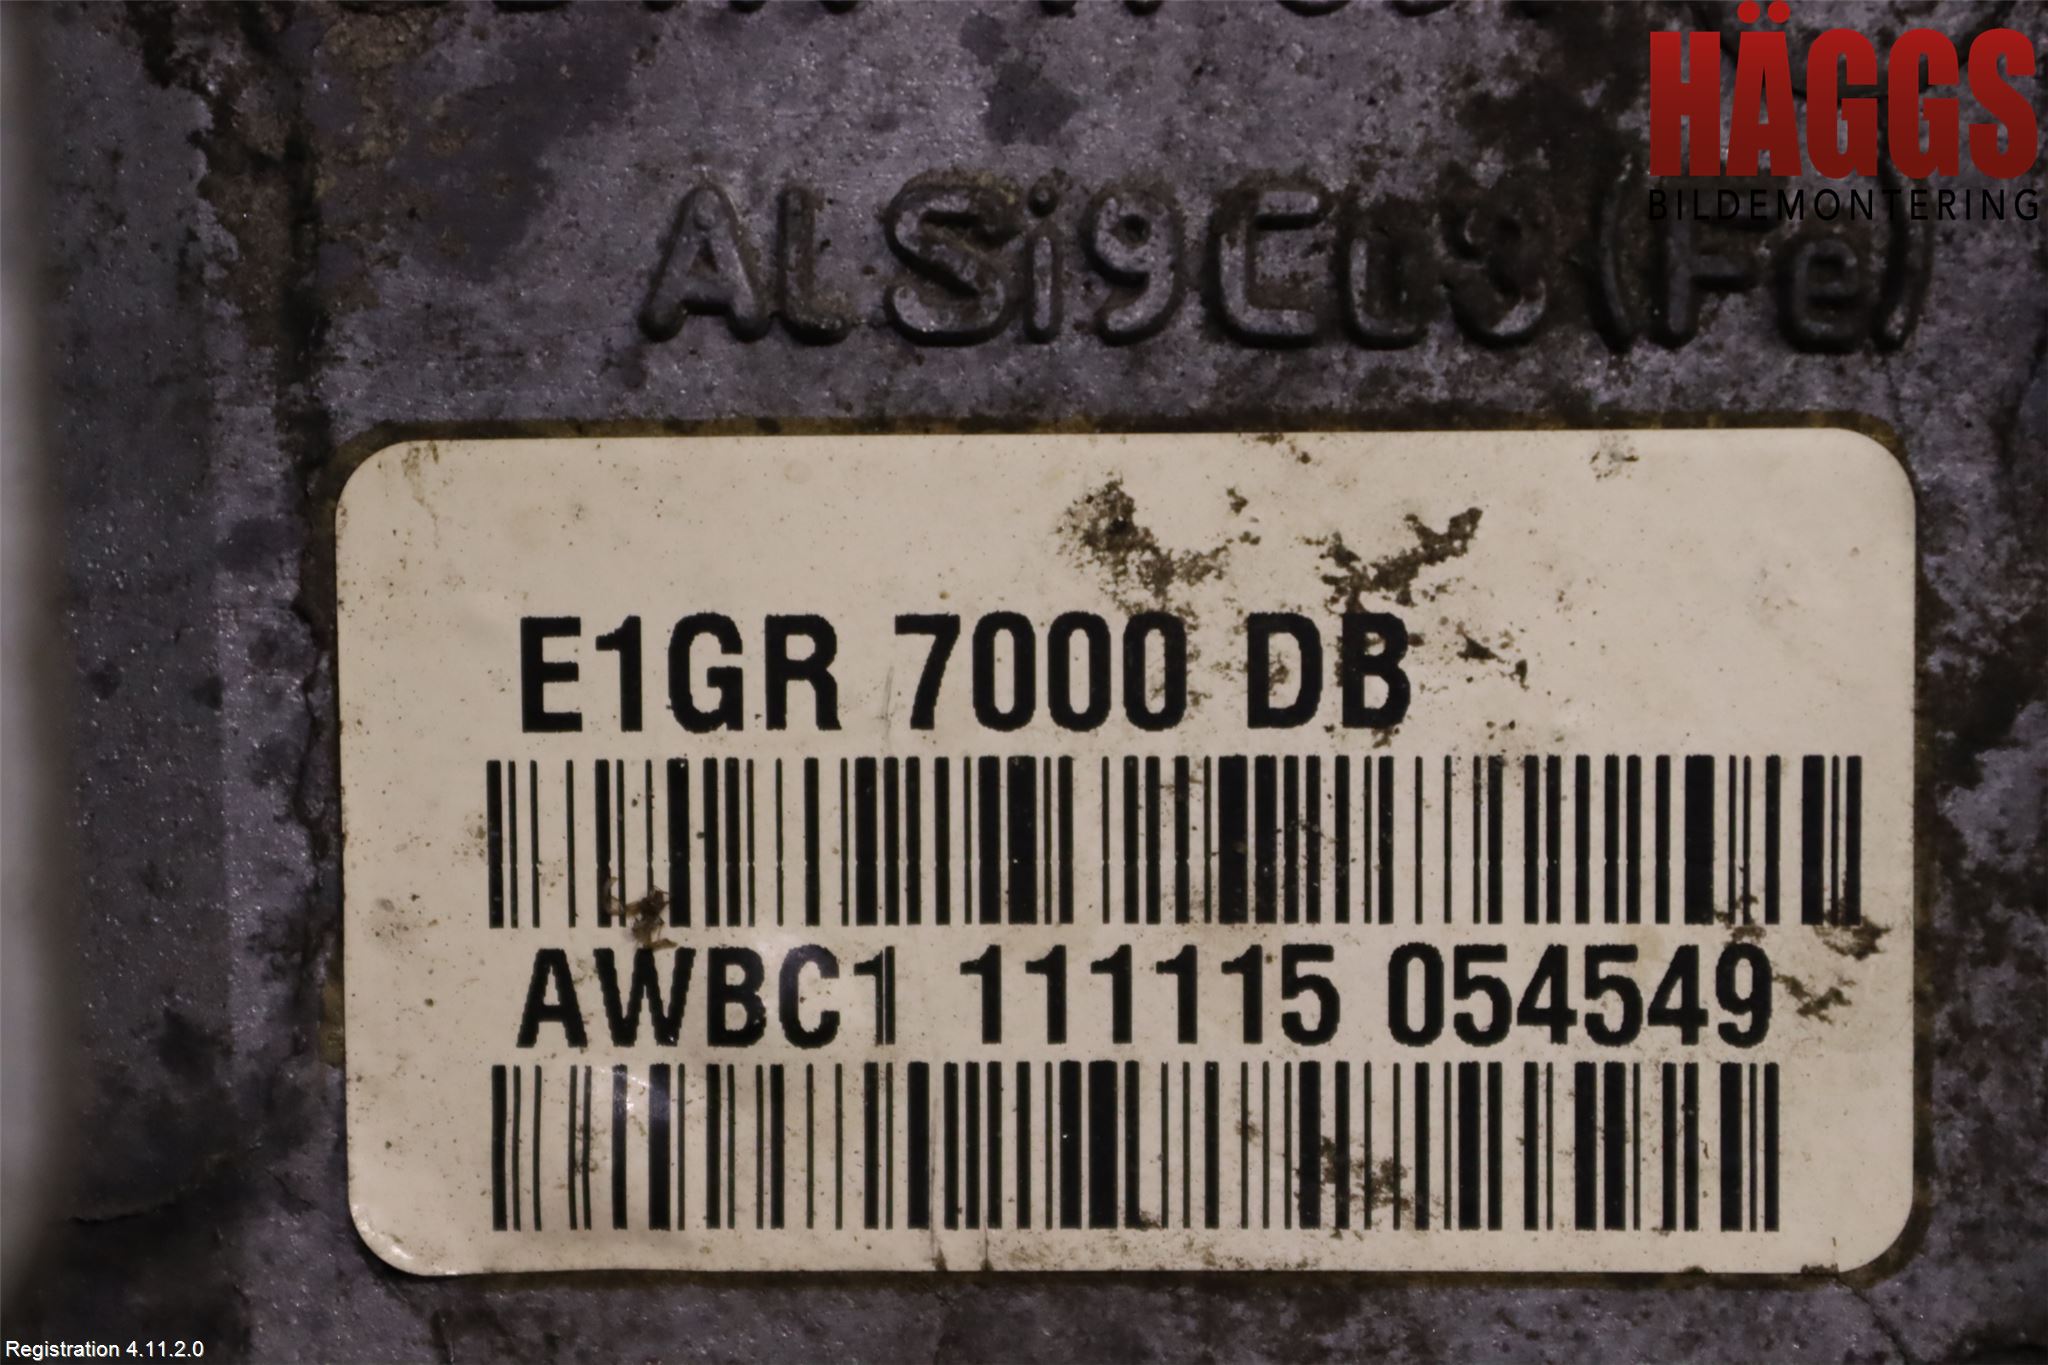 HÄGGS
BILDEMONTERING
ALSi9Cu3(Fe)
E1GR 7000 DB
AWBC1 111115 054549
Registration 4.11.2.0